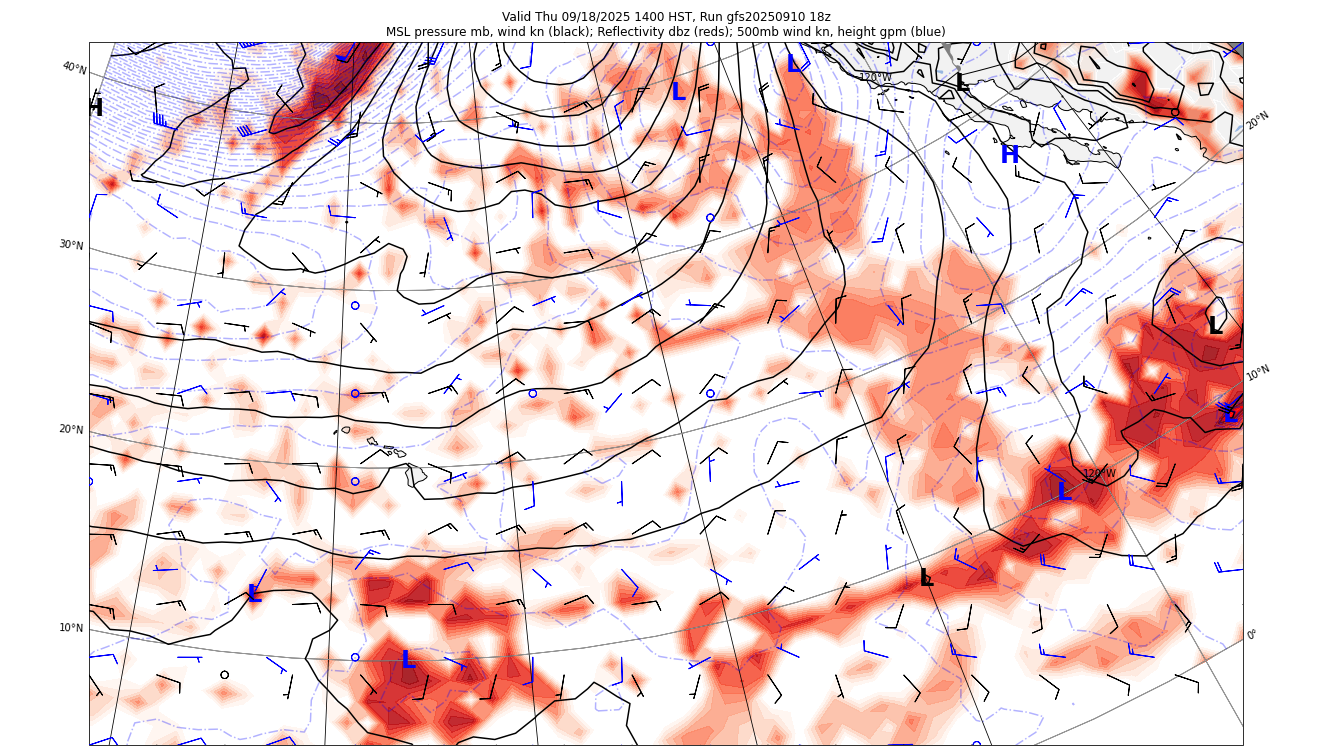 Valid Thu 09/18/2025 1400 HST, Run gfs20250910 18z
MSL pressure mb, wind kn (black); Reflectivity dbz (reds); 500mb wind kn, height gpm (blue)
40°N
L
L
120°W
L
H
20°N
H
30°N
L
10°N
L
20°N
120°W
L
L
L
10°N
0°
L